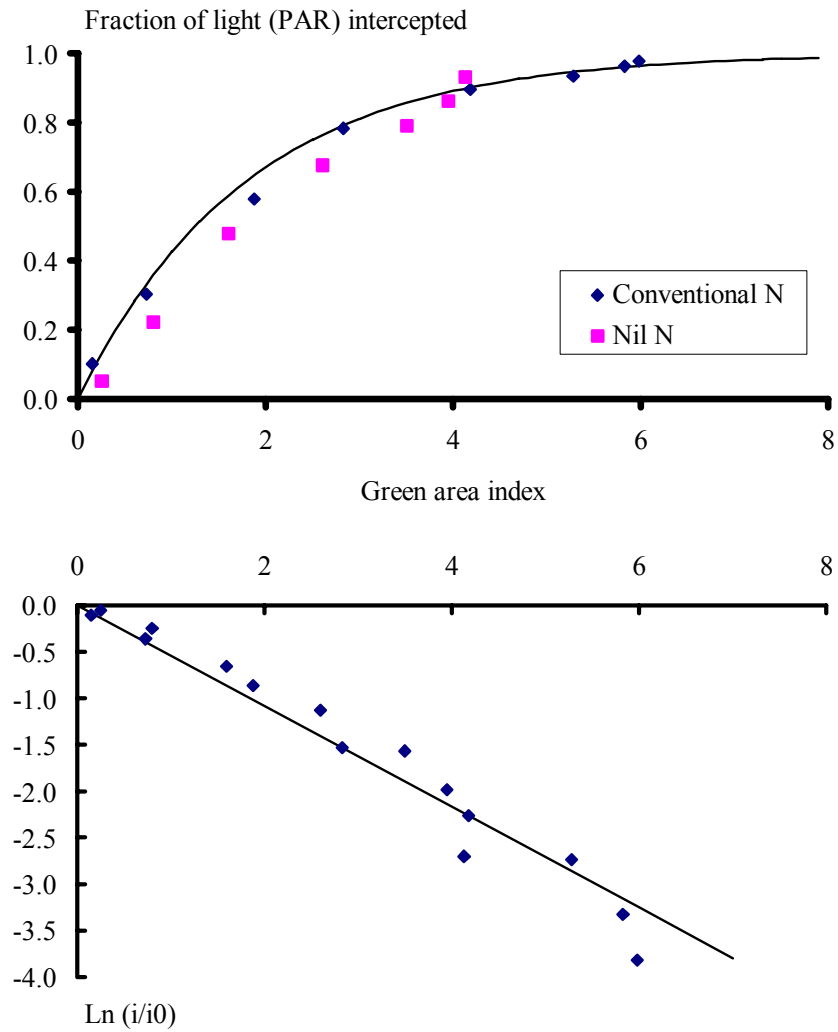 Fraction of light (PAR) intercepted
1.0
0.8
0.6
0.4
0.2
0.0
Conventional N
Nil N
0 2 4 6 8
Green area index
0 2 4 6 8
0.0
-0.5
-1.0
-1.5
-2.0
-2.5
-3.0
-3.5
-4.0
Ln (i/i0)